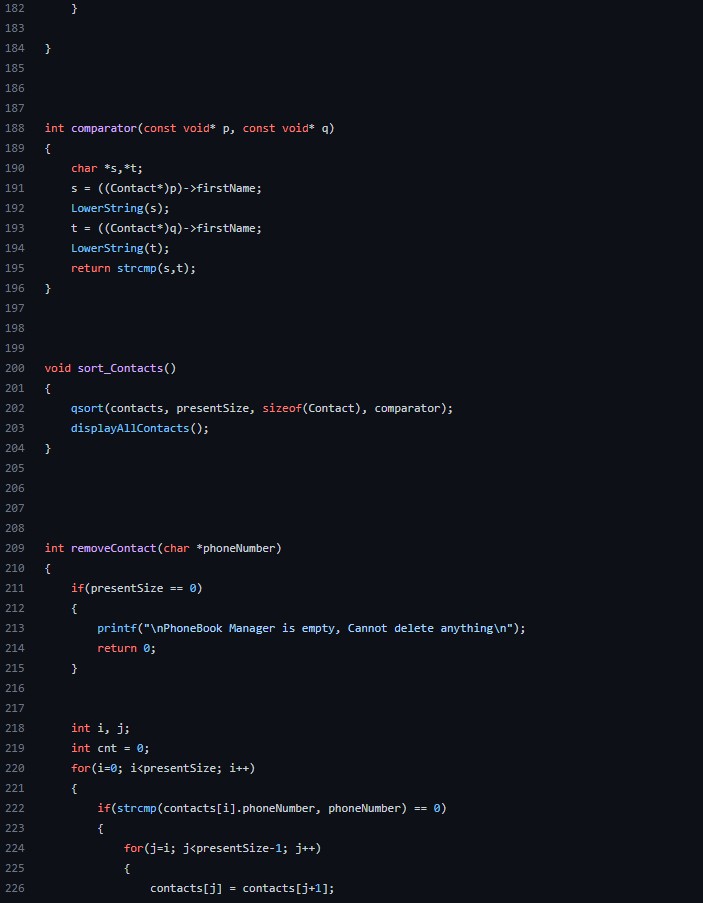 182     }
183
184 }
185
186
187
188 int comparator(const void* p, const void* q)
189 {
190     char *s,*t;
191     s = ((Contact*)p)->firstName;
192     LowerString(s);
193     t = ((Contact*)q)->firstName;
194     LowerString(t);
195     return strcmp(s,t);
196 }
197
198
199
200 void sort_Contacts()
201 {
202     qsort(contacts, presentSize, sizeof(Contact), comparator);
203     displayAllContacts();
204 }
205
206
207
208
209 int removeContact(char *phoneNumber)
210 {
211     if(presentSize == 0)
212     {
213         printf("\nPhoneBook Manager is empty, Cannot delete anything\n");
214         return 0;
215     }
216
217
218     int i, j;
219     int cnt = 0;
220     for(i=0; i<presentSize; i++)
221     {
222         if(strcmp(contacts[i].phoneNumber, phoneNumber) == 0)
223         {
224             for(j=i; j<presentSize-1; j++)
225             {
226                 contacts[j] = contacts[j+1];